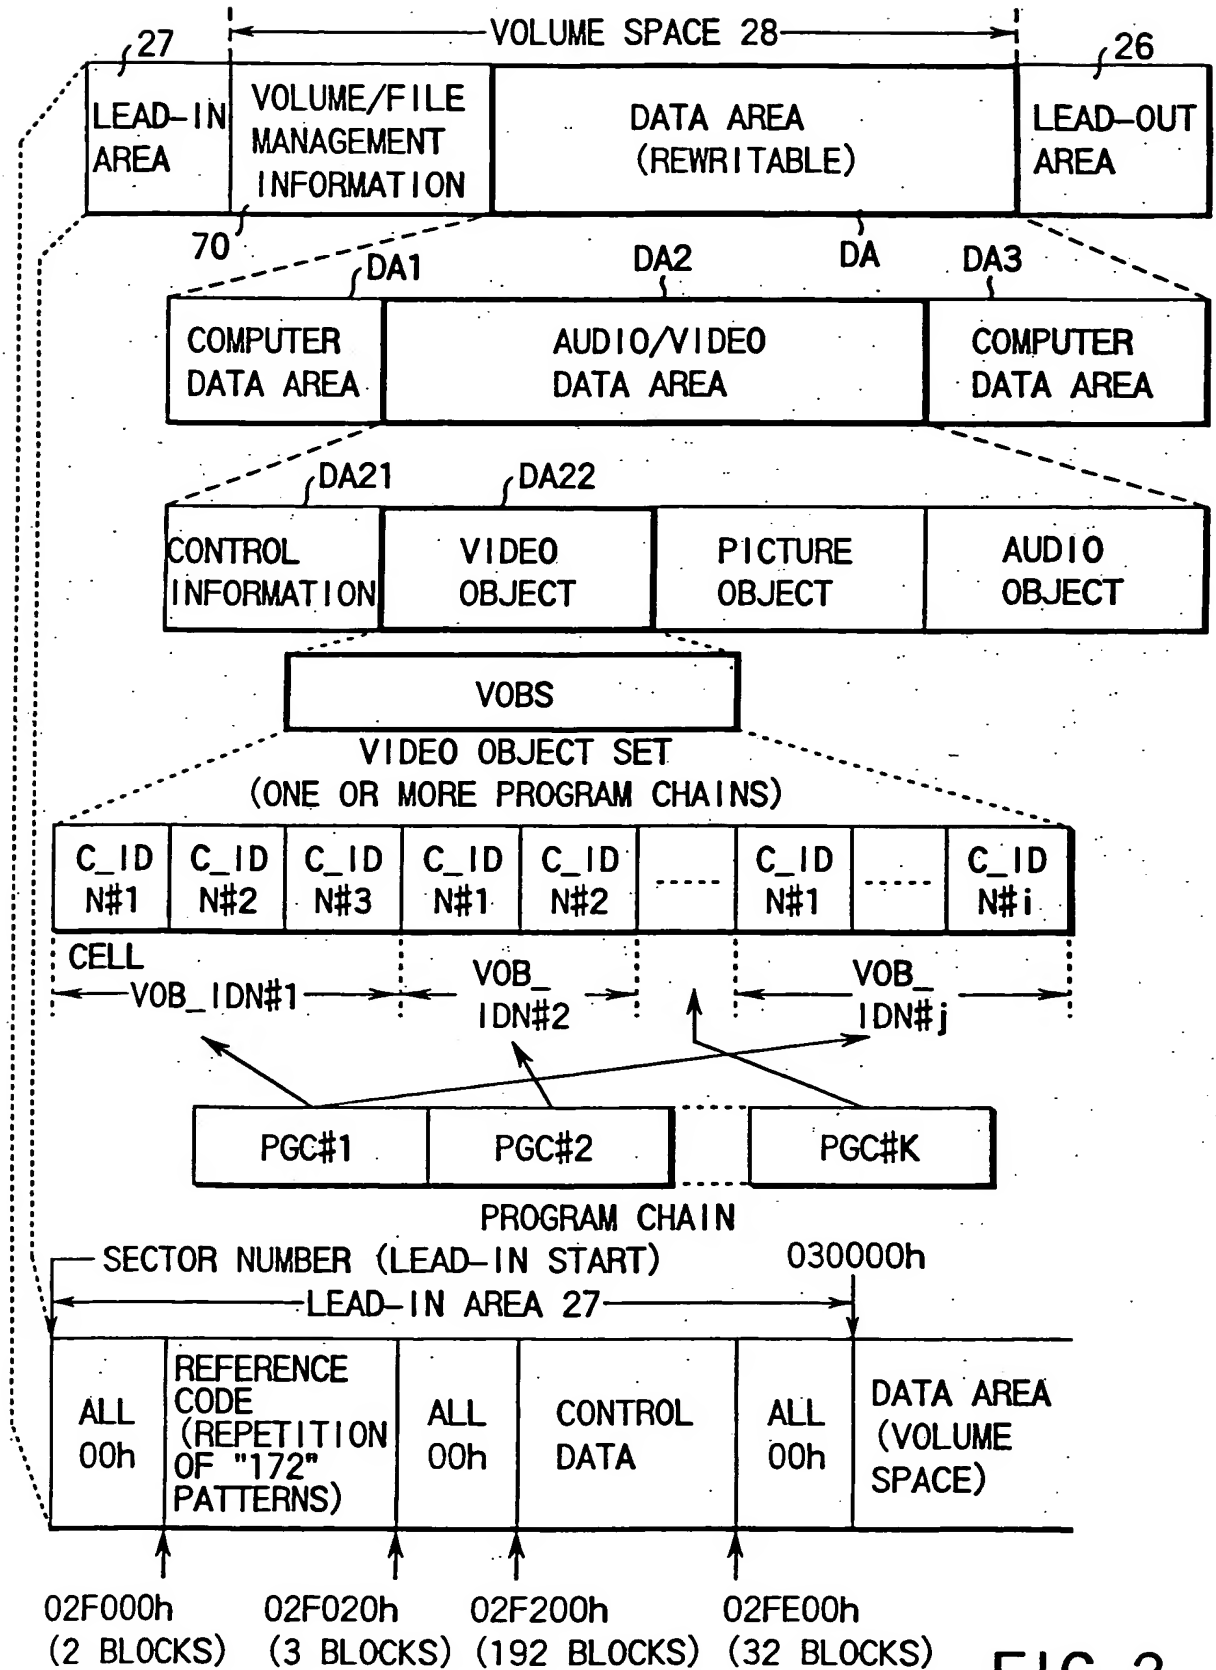 VOLUME SPACE 28
27
26
LEAD-IN
AREA
VOLUME/FILE
MANAGEMENT
INFORMATION
DATA AREA
(REWRITABLE)
LEAD-OUT
AREA
70
DA
DA1
DA2
DA3
COMPUTER
DATA AREA
AUDIO/VIDEO
DATA AREA
COMPUTER
DATA AREA
DA21
DA22
CONTROL
INFORMATION
VIDEO
OBJECT
PICTURE
OBJECT
AUDIO
OBJECT
VOBS
VIDEO OBJECT SET
(ONE OR MORE PROGRAM CHAINS)
C_ID
N#1
C_ID
N#2
C_ID
N#3
C_ID
N#1
C_ID
N#2
C_ID
N#1
C_ID
N#i
CELL
VOB_IDN#1
VOB_
IDN#2
VOB_
IDN#j
PGC#1
PGC#2
PGC#K
PROGRAM CHAIN
SECTOR NUMBER (LEAD-IN START)
030000h
LEAD-IN AREA 27
ALL
00h
REFERENCE
CODE
(REPETITION
OF "172"
PATTERNS)
ALL
00h
CONTROL
DATA
ALL
00h
DATA AREA
(VOLUME
SPACE)
02F000h
(2 BLOCKS)
02F020h
(3 BLOCKS)
02F200h
(192 BLOCKS)
02FE00h
(32 BLOCKS)